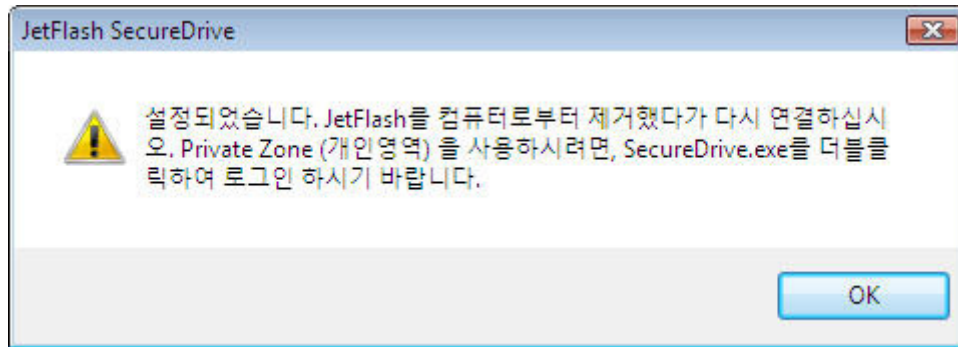 JetFlash SecureDrive
설정되었습니다. JetFlash를 컴퓨터로부터 제거했다가 다시 연결하십시
오. Private Zone (개인영역) 을 사용하시려면, SecureDrive.exe를 더블클
릭하여 로그인 하시기 바랍니다.
OK